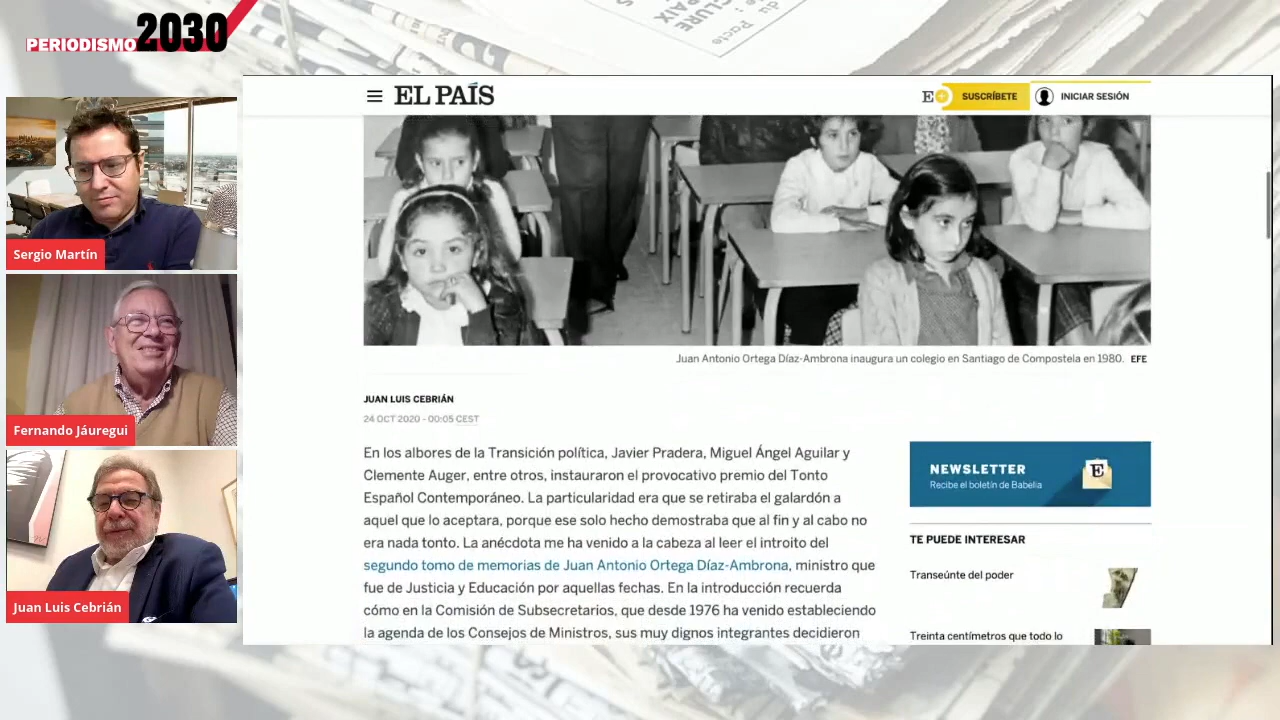 PERIODISMO 2030
Sergio Martín
Fernando Jáuregui
Juan Luis Cebrián
EL PAÍS
E+ SUSCRÍBETE
INICIAR SESIÓN
Juan Antonio Ortega Díaz-Ambrona inaugura un colegio en Santiago de Compostela en 1980. EFE
JUAN LUIS CEBRIÁN
24 OCT 2020 - 00:05 CEST
En los albores de la Transición política, Javier Pradera, Miguel Ángel Aguilar y
Clemente Auger, entre otros, instauraron el provocativo premio del Tonto
Español Contemporáneo. La particularidad era que se retiraba el galardón a
aquel que lo aceptara, porque ese solo hecho demostraba que al fin y al cabo no
era nada tonto. La anécdota me ha venido a la cabeza al leer el introito del
segundo tomo de memorias de Juan Antonio Ortega Díaz-Ambrona, ministro que
fue de Justicia y Educación por aquellas fechas. En la introducción recuerda
cómo en la Comisión de Subsecretarios, que desde 1976 ha venido estableciendo
la agenda de los Consejos de Ministros, sus muy dignos integrantes decidieron
NEWSLETTER
Recibe el boletín de Babelia
E
TE PUEDE INTERESAR
Transeúnte del poder
Treinta centímetros que todo lo